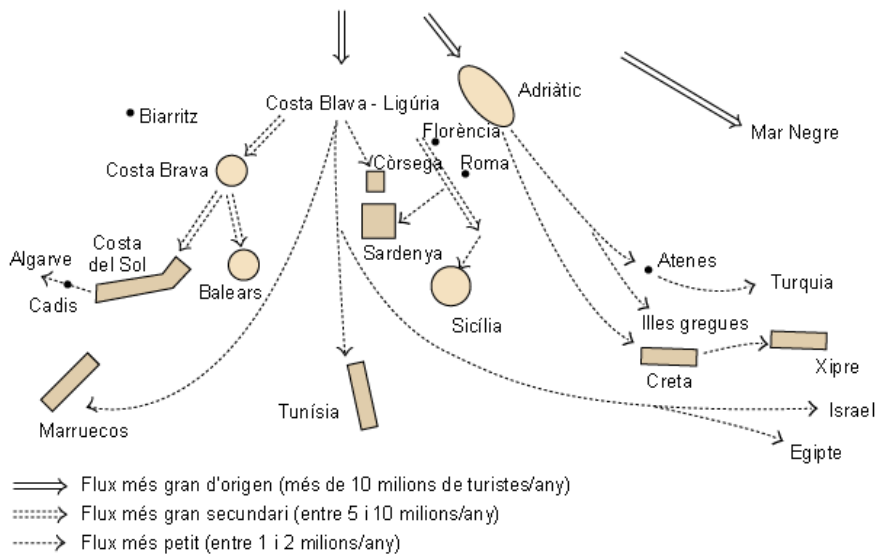 Adriàtic
Costa Blava - Ligúria
Biarritz
Mar Negre
Florència
Costa Brava
Còrsega
Roma
Costa
del Sol
Algarve
Sardenya
Atenes
Cadis
Balears
Turquia
Sicília
Illes gregues
Xipre
Creta
Marruecos
Tunísia
Israel
Egipte
Flux més gran d'origen (més de 10 milions de turistes/any)
Flux més gran secundari (entre 5 i 10 milions/any)
Flux més petit (entre 1 i 2 milions/any)